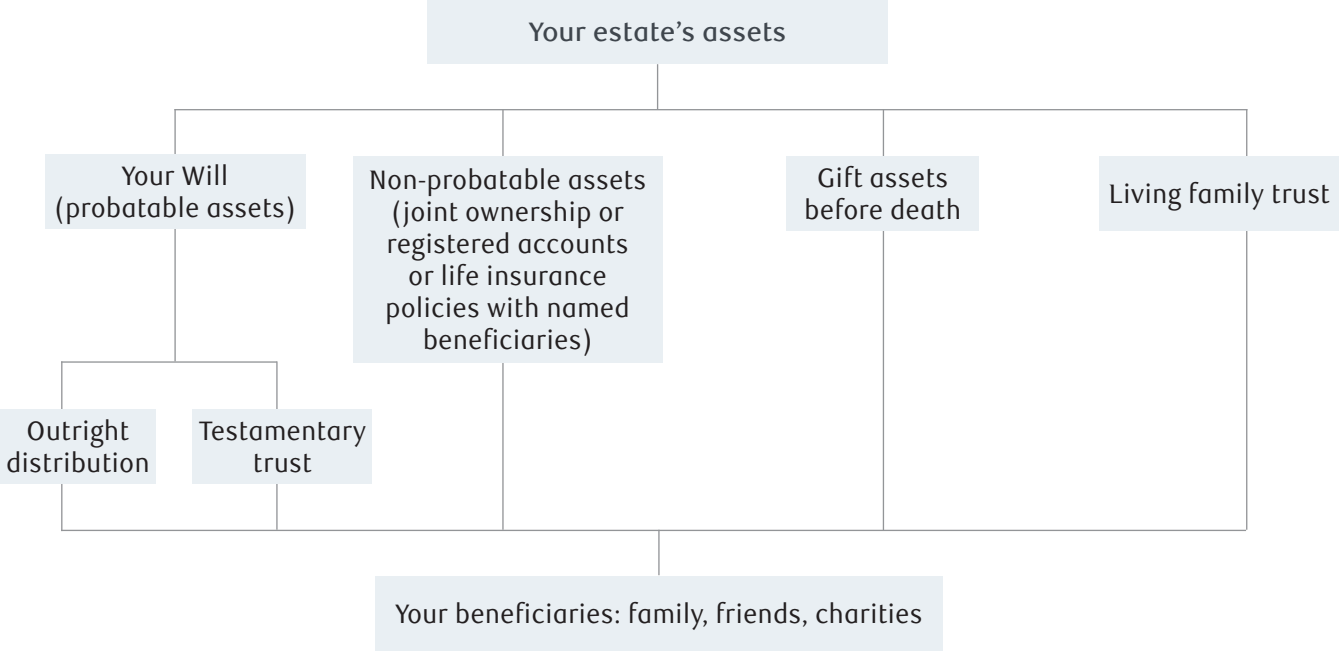 Your estate's assets
Your Will
(probatable assets)
Non-probatable assets
(joint ownership or
registered accounts
or life insurance
policies with named
beneficiaries)
Gift assets
before death
Living family trust
Outright
distribution
Testamentary
trust
Your beneficiaries: family, friends, charities